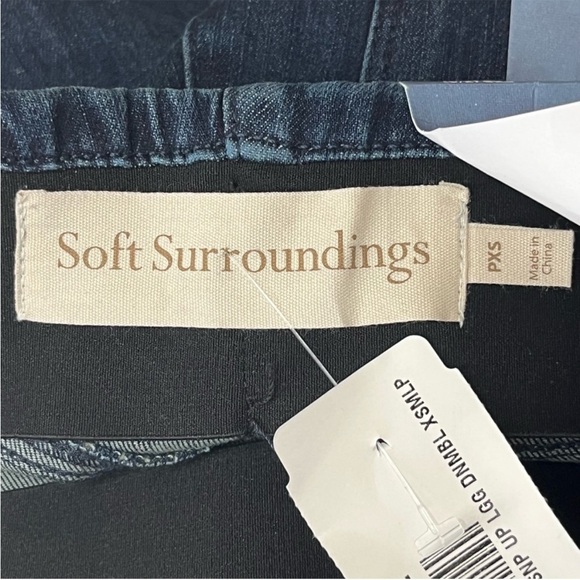 Soft Surroundings
PXS
Made in
China
SNP UP LGG DNMBL XSMLP